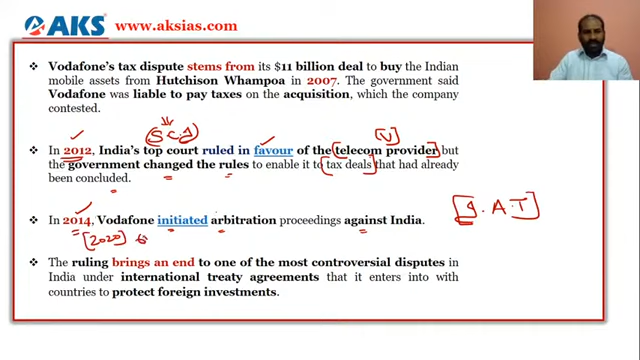 AKS
www.aksias.com
❖ Vodafone's tax dispute stems from its $11 billion deal to buy the Indian
mobile assets from Hutchison Whampoa in 2007. The government said
Vodafone was liable to pay taxes on the acquisition, which the company
contested.
[V]
❖ In 2012, India's top court ruled in favour of the telecom provider but
the government changed the rules to enable it to tax deals that had already
been concluded.
[I.A.T]
❖ In 2014, Vodafone initiated arbitration proceedings against India.
[2020]
❖ The ruling brings an end to one of the most controversial disputes in
India under international treaty agreements that it enters into with
countries to protect foreign investments.